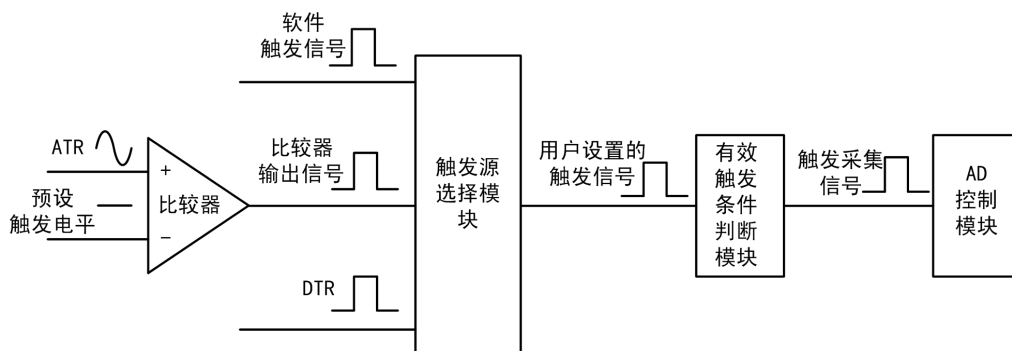 软件
触发信号
ATR
+
预设
触发电平
−
比较器
比较器
输出信号
DTR
触发源
选择模
块
用户设置的
触发信号
有效
触发
条件
判断
模块
触发采集
信号
AD
控制
模块